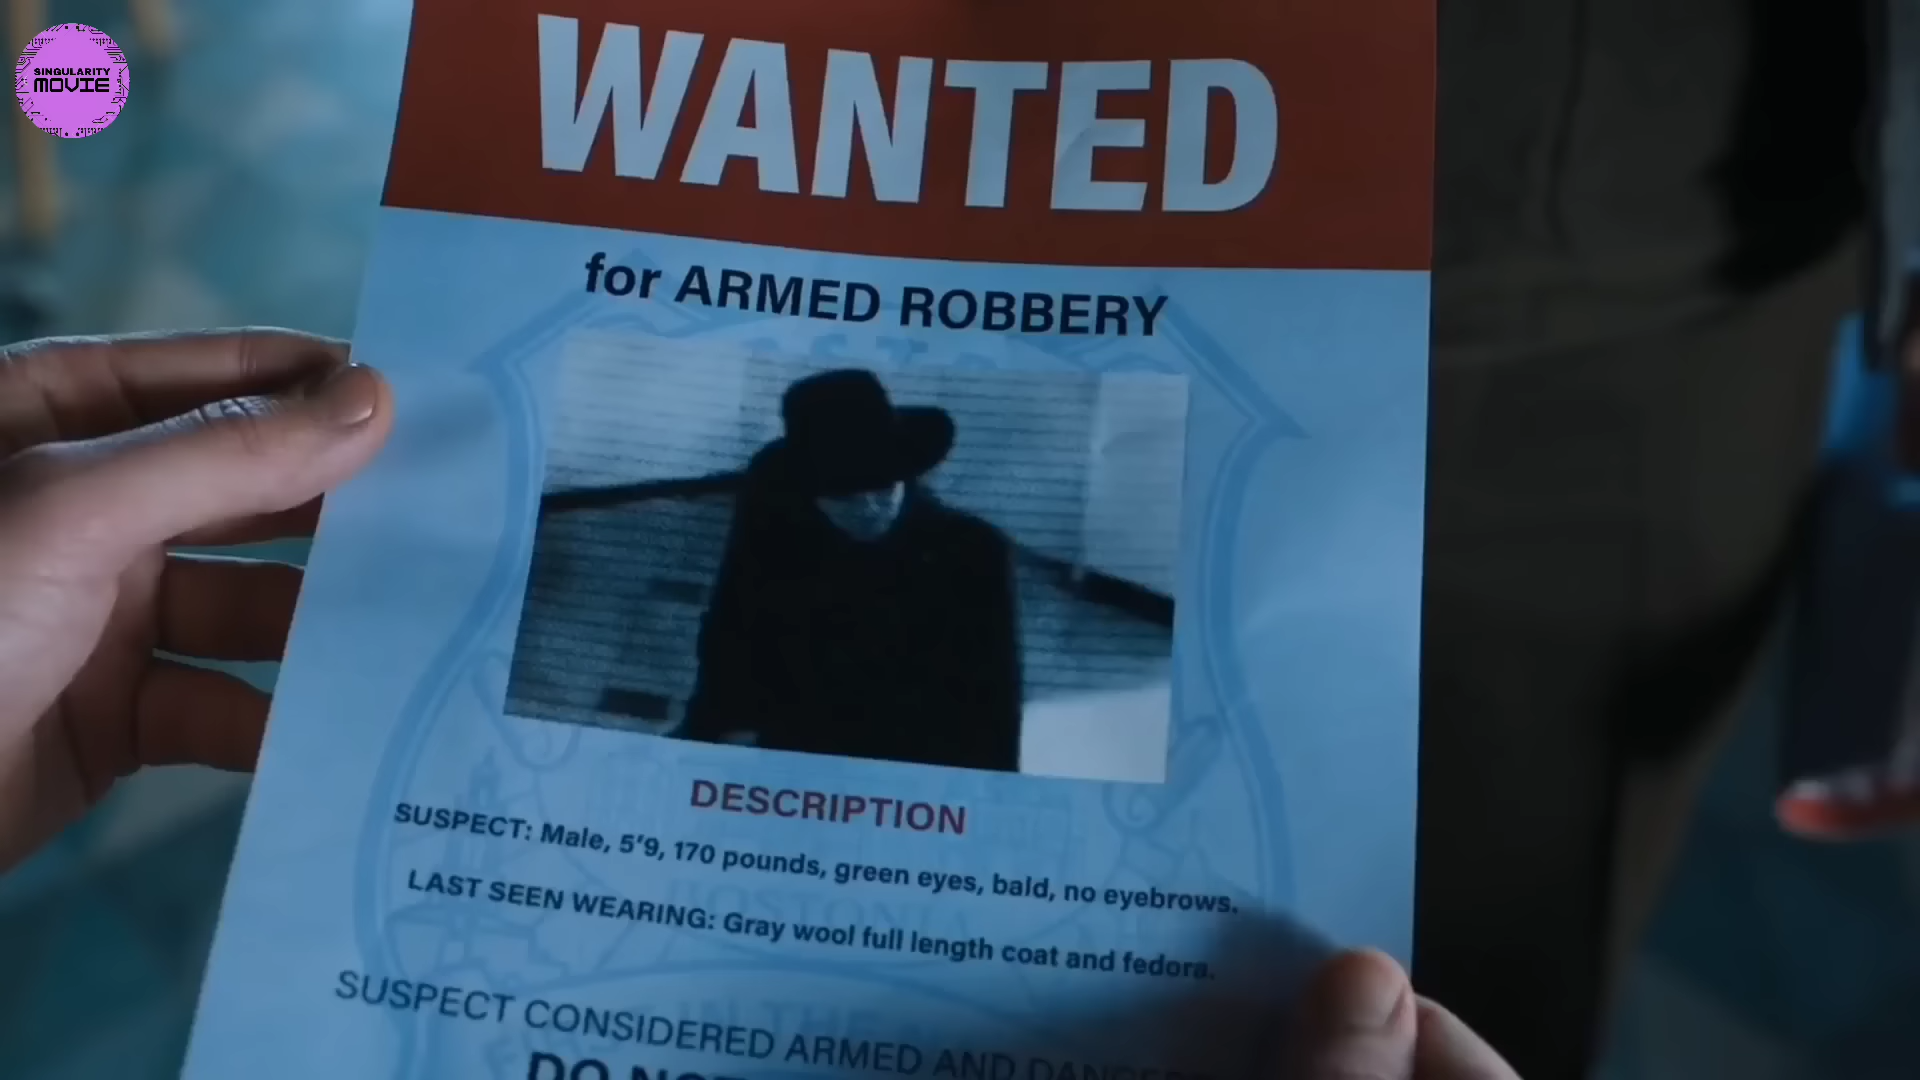 SINGULARITY
MOVIE
WANTED
for ARMED ROBBERY
DESCRIPTION
SUSPECT: Male, 5'9, 170 pounds, green eyes, bald, no eyebrows.
LAST SEEN WEARING: Gray wool full length coat and fedora.
SUSPECT CONSIDERED ARMED AND
DO